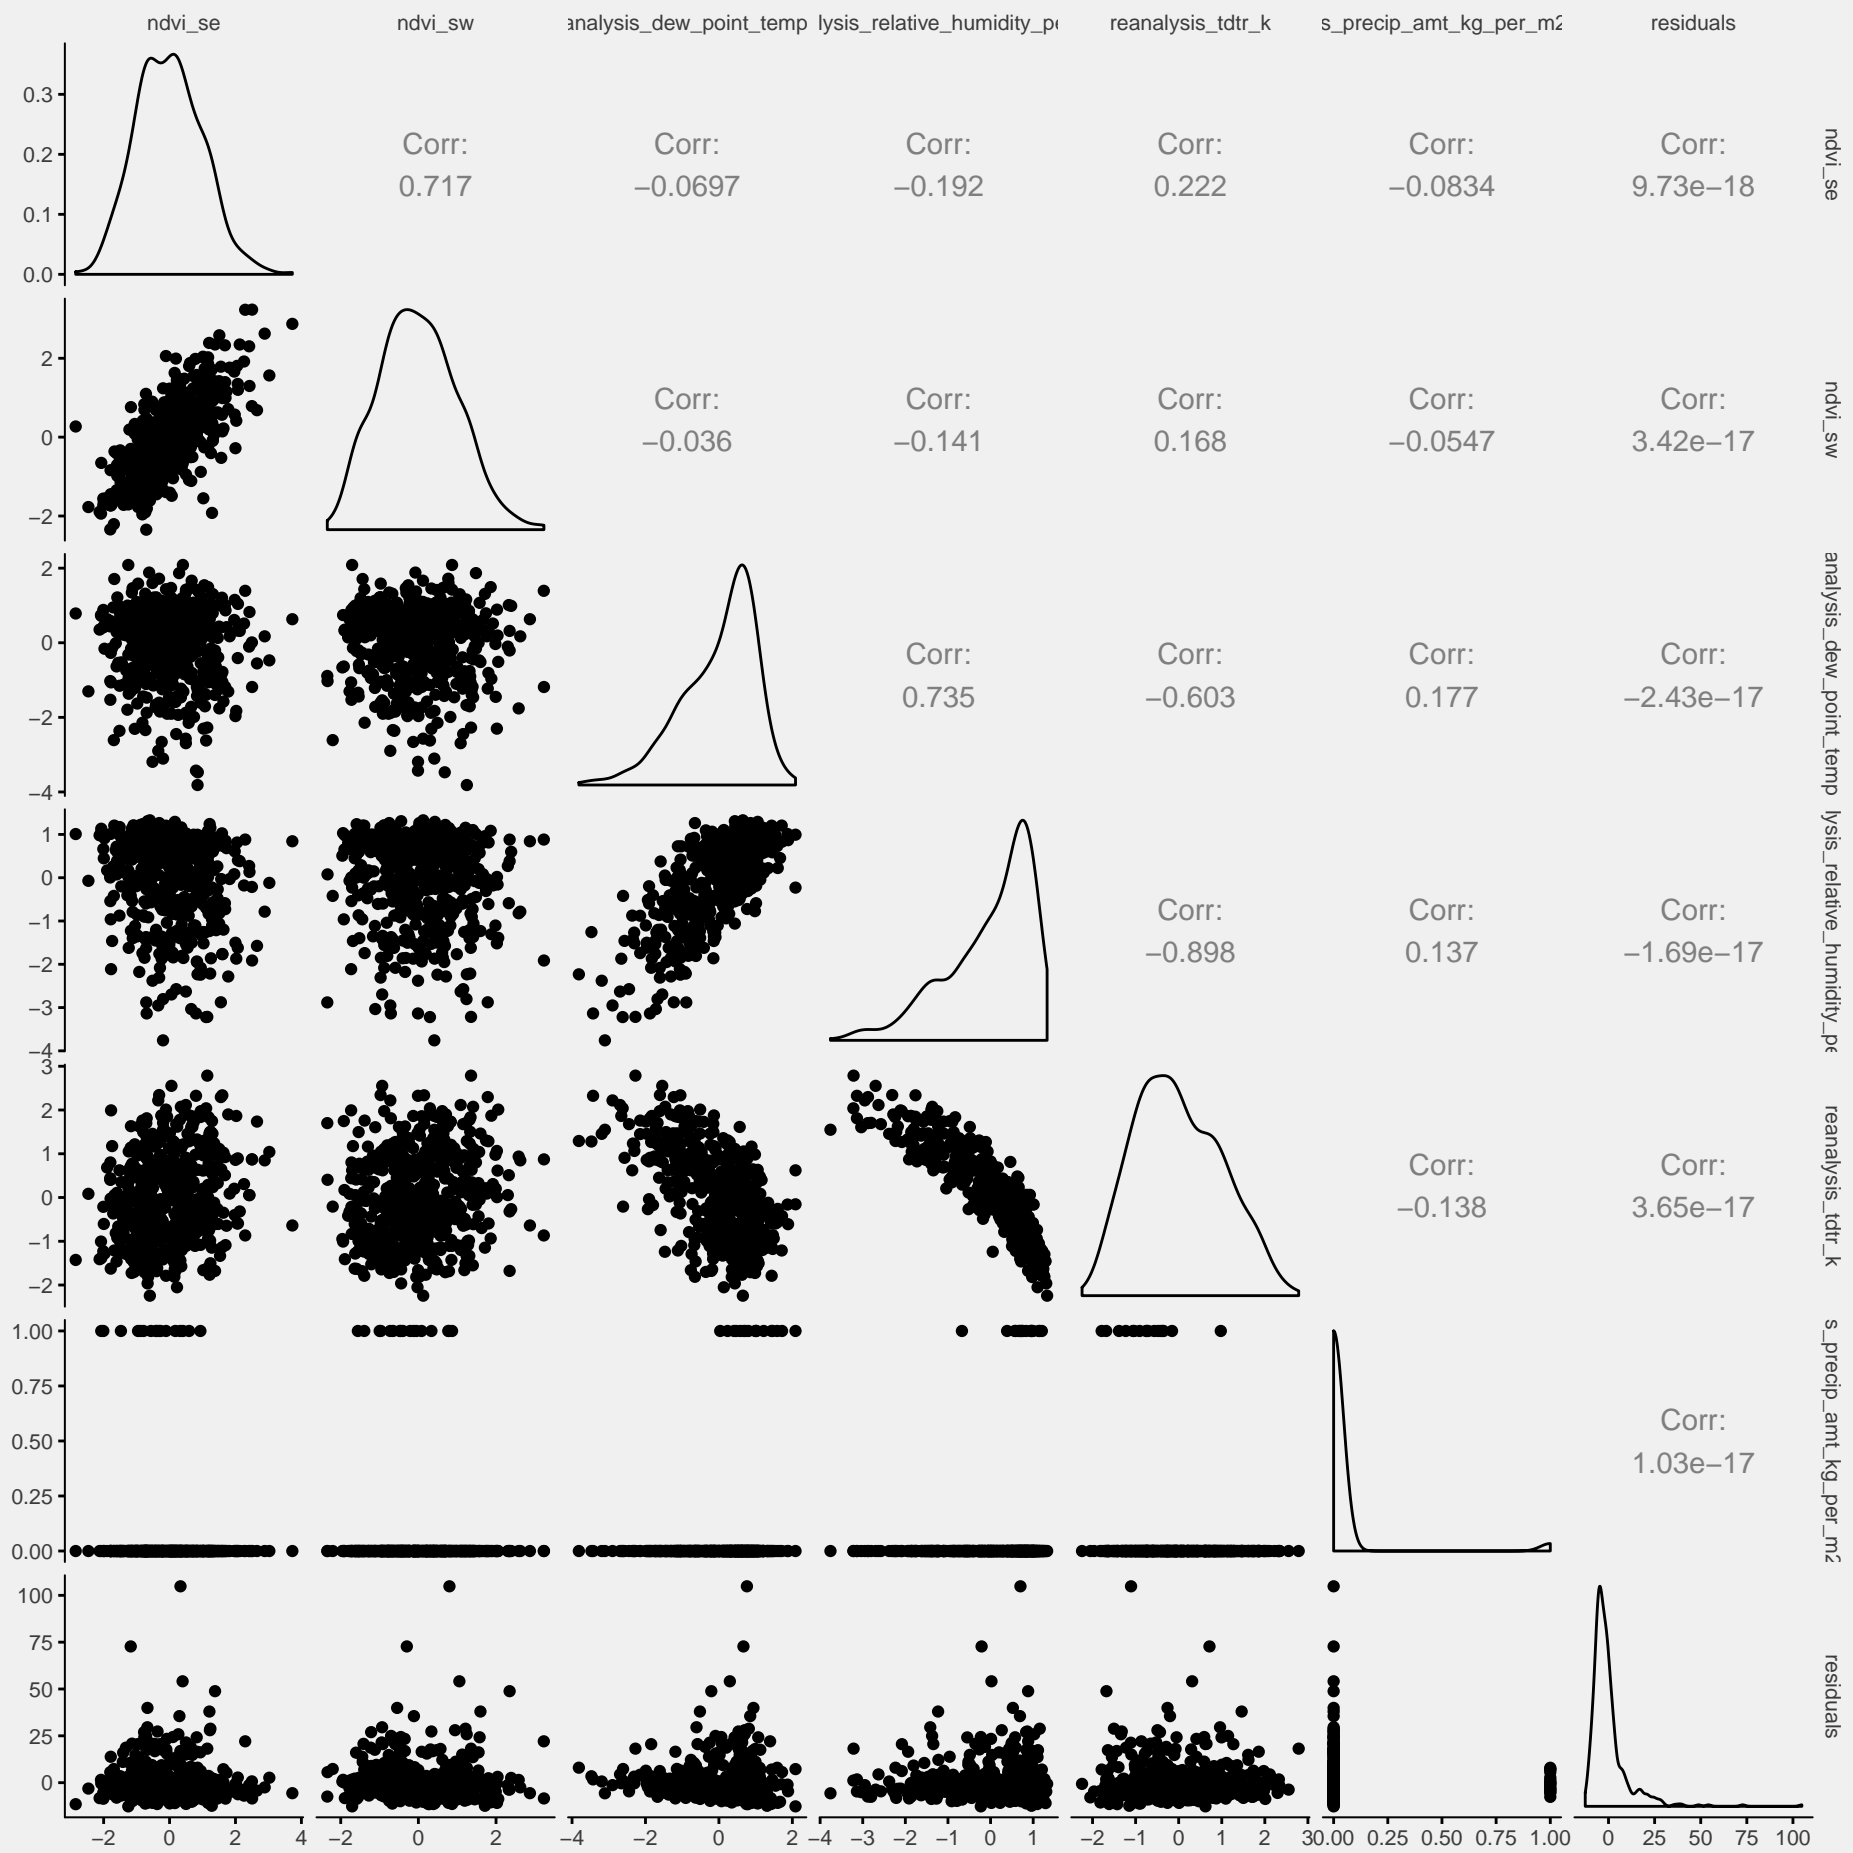 ndvi_se ndvi_sw analysis_dew_point_temp lysis_relative_humidity_pe reanalysis_tdtr_k s_precip_amt_kg_per_m2 residuals
0.3
0.2
0.1
0.0
Corr: Corr: Corr: Corr: Corr: Corr:
0.717 −0.0697 −0.192 0.222 −0.0834 9.73e−18
ndvi_se
2
0
−2
Corr: Corr: Corr: Corr: Corr:
−0.036 −0.141 0.168 −0.0547 3.42e−17
ndvi_sw
2
0
−2
−4
Corr: Corr: Corr: Corr:
0.735 −0.603 0.177 −2.43e−17
analysis_dew_point_temp
1
0
−1
−2
−3
−4
Corr: Corr: Corr:
−0.898 0.137 −1.69e−17
lysis_relative_humidity_pe
3
2
1
0
−1
−2
Corr: Corr:
−0.138 3.65e−17
reanalysis_tdtr_k
1.00
0.75
0.50
0.25
0.00
Corr:
1.03e−17
s_precip_amt_kg_per_m2
100
75
50
25
0
residuals
−2 0 2 4 −2 0 2 −4 −2 0 2 −4 −3 −2 −1 0 1 −2 −1 0 1 2 3 0.00 0.25 0.50 0.75 1.00 0 25 50 75 100